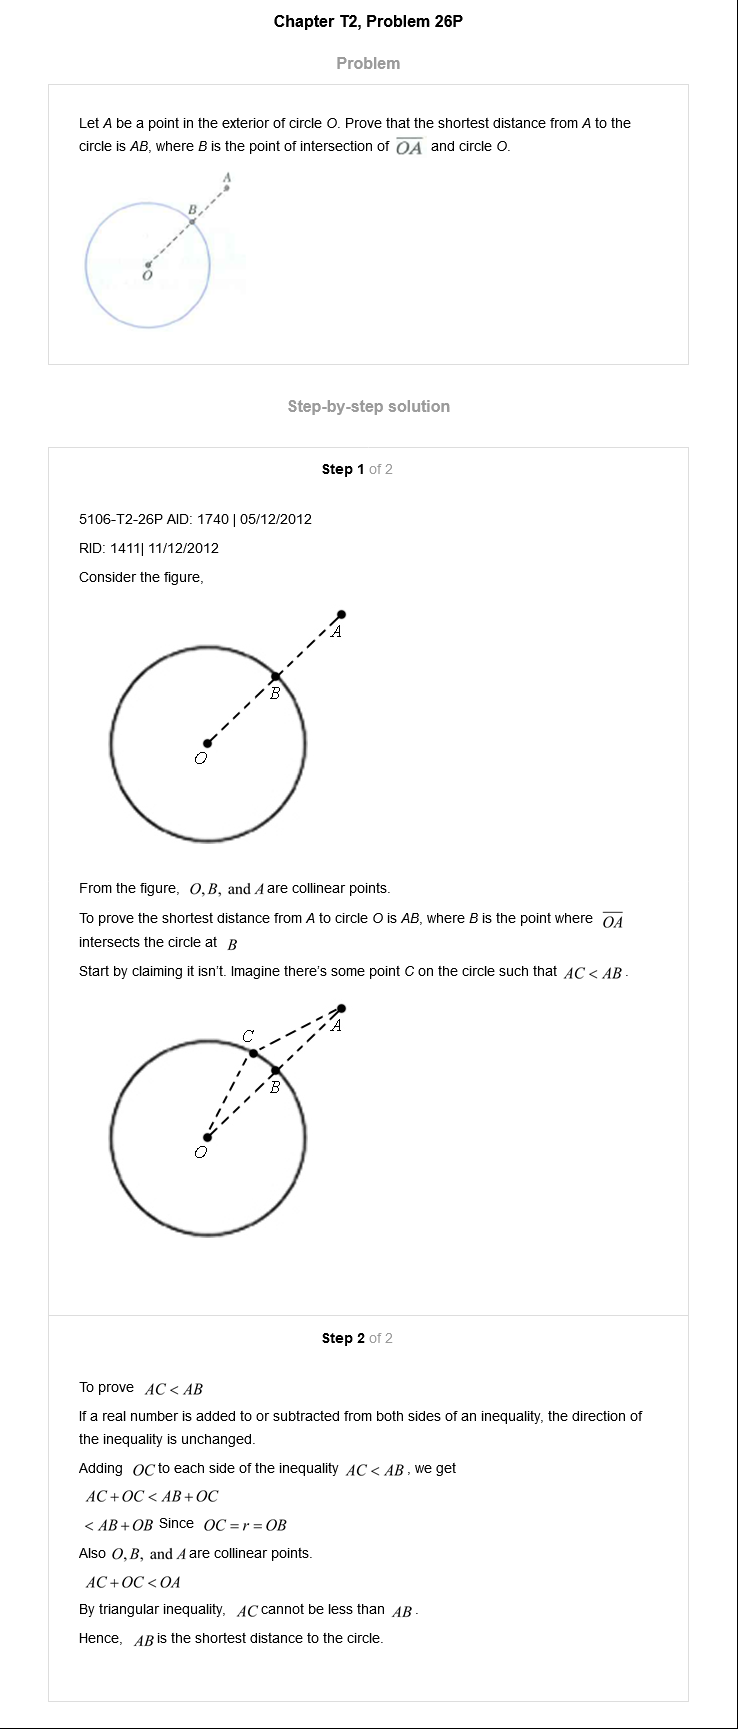 Chapter T2, Problem 26P
Problem
Let A be a point in the exterior of circle O. Prove that the shortest distance from A to the
circle is AB, where B is the point of intersection of O̅A̅ and circle O.
A
B
O
Step-by-step solution
Step 1 of 2
5106-T2-26P AID: 1740 | 05/12/2012
RID: 1411| 11/12/2012
Consider the figure,
A
B
O
From the figure, O, B, and A are collinear points.
To prove the shortest distance from A to circle O is AB, where B is the point where O̅A̅
intersects the circle at B
Start by claiming it isn't. Imagine there's some point C on the circle such that AC < AB.
C
A
B
O
Step 2 of 2
To prove AC < AB
If a real number is added to or subtracted from both sides of an inequality, the direction of
the inequality is unchanged.
Adding OC to each side of the inequality AC < AB, we get
AC + OC < AB + OC
< AB + OB Since OC = r = OB
Also O, B, and A are collinear points.
AC + OC < OA
By triangular inequality, AC cannot be less than AB.
Hence, AB is the shortest distance to the circle.